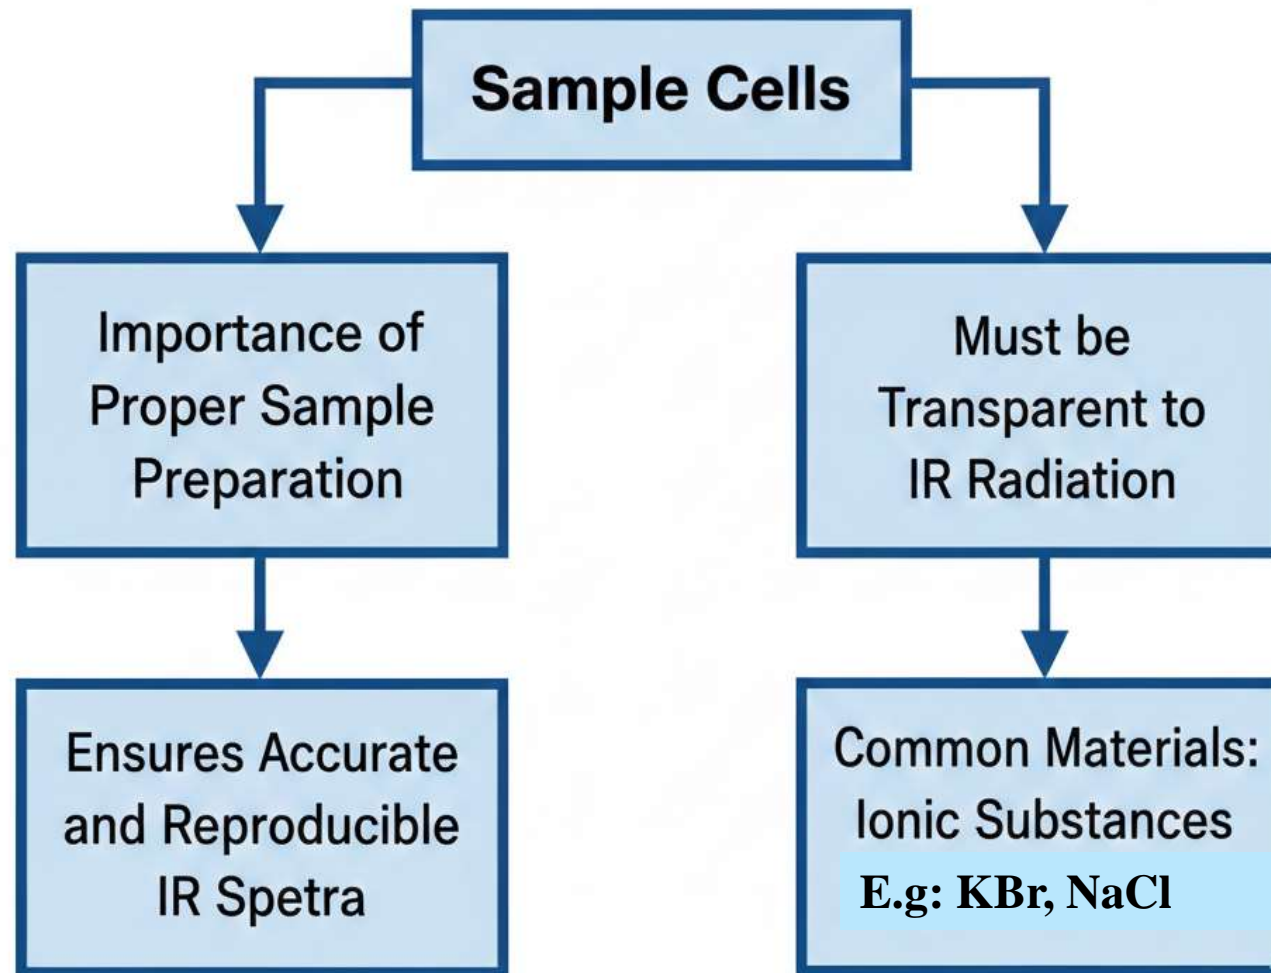 Sample Cells
Importance of
Proper Sample
Preparation
Must be
Transparent to
IR Radiation
Ensures Accurate
and Reproducible
IR Spetra
Common Materials:
Ionic Substances
E.g: KBr, NaCl